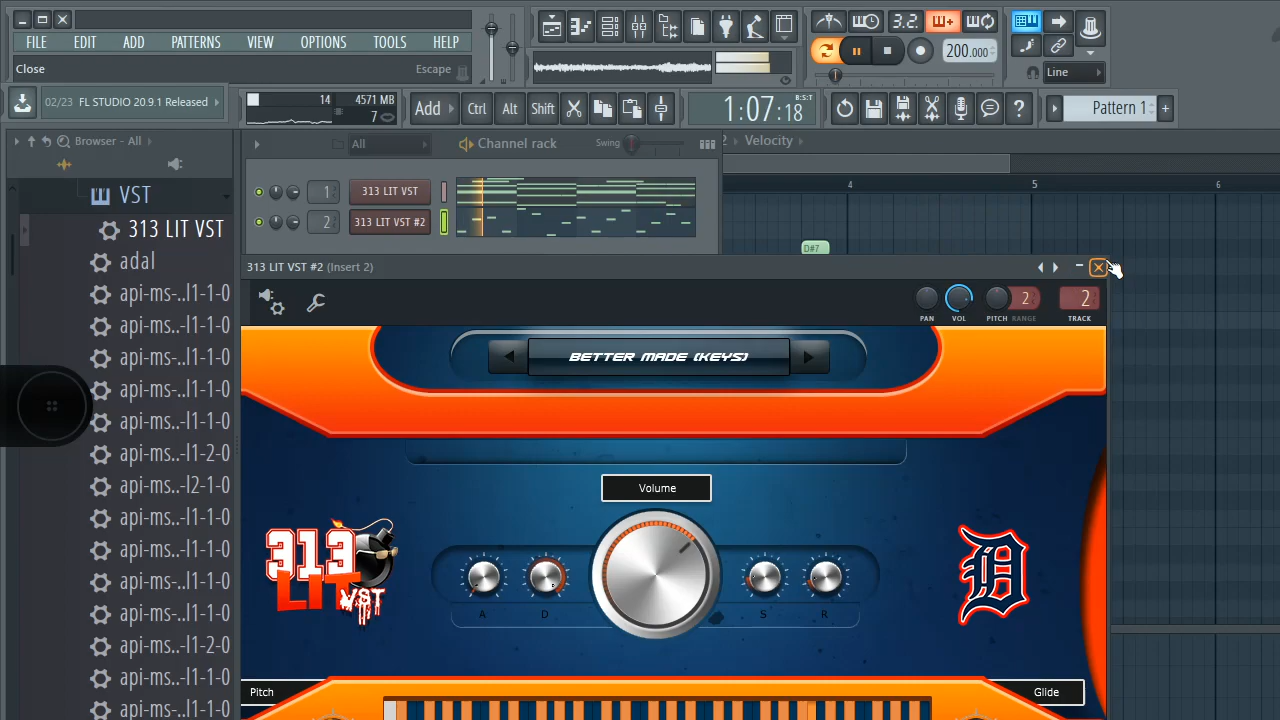 FILE EDIT ADD PATTERNS VIEW OPTIONS TOOLS HELP
Close Escape
3.2
200.000
Line
02/23 FL STUDIO 20.9.1 Released
14 4571 MB
7
Add Ctrl Alt Shift
1:07:18 B:S:T
Pattern 1
Browser - All
All Channel rack Swing
2 Velocity
VST
1 313 LIT VST
2 313 LIT VST #2
4 5 6
D#7
313 LIT VST
adal
api-ms-..l1-1-0
api-ms..-l1-1-0
api-ms..-l1-1-0
api-ms..-l1-1-0
api-ms..-l1-1-0
api-ms..-l1-2-0
api-ms..-l2-1-0
api-ms..-l1-1-0
api-ms..-l1-1-0
api-ms..-l1-1-0
api-ms..-l1-1-0
api-ms..-l1-2-0
api-ms..-l1-1-0
api-ms..-l1-1-0
313 LIT VST #2 (Insert 2)
2 2
PAN VOL PITCH RANGE TRACK
BETTER MADE (KEYS)
Volume
313
LIT
VST
D
A D S R
Pitch Glide